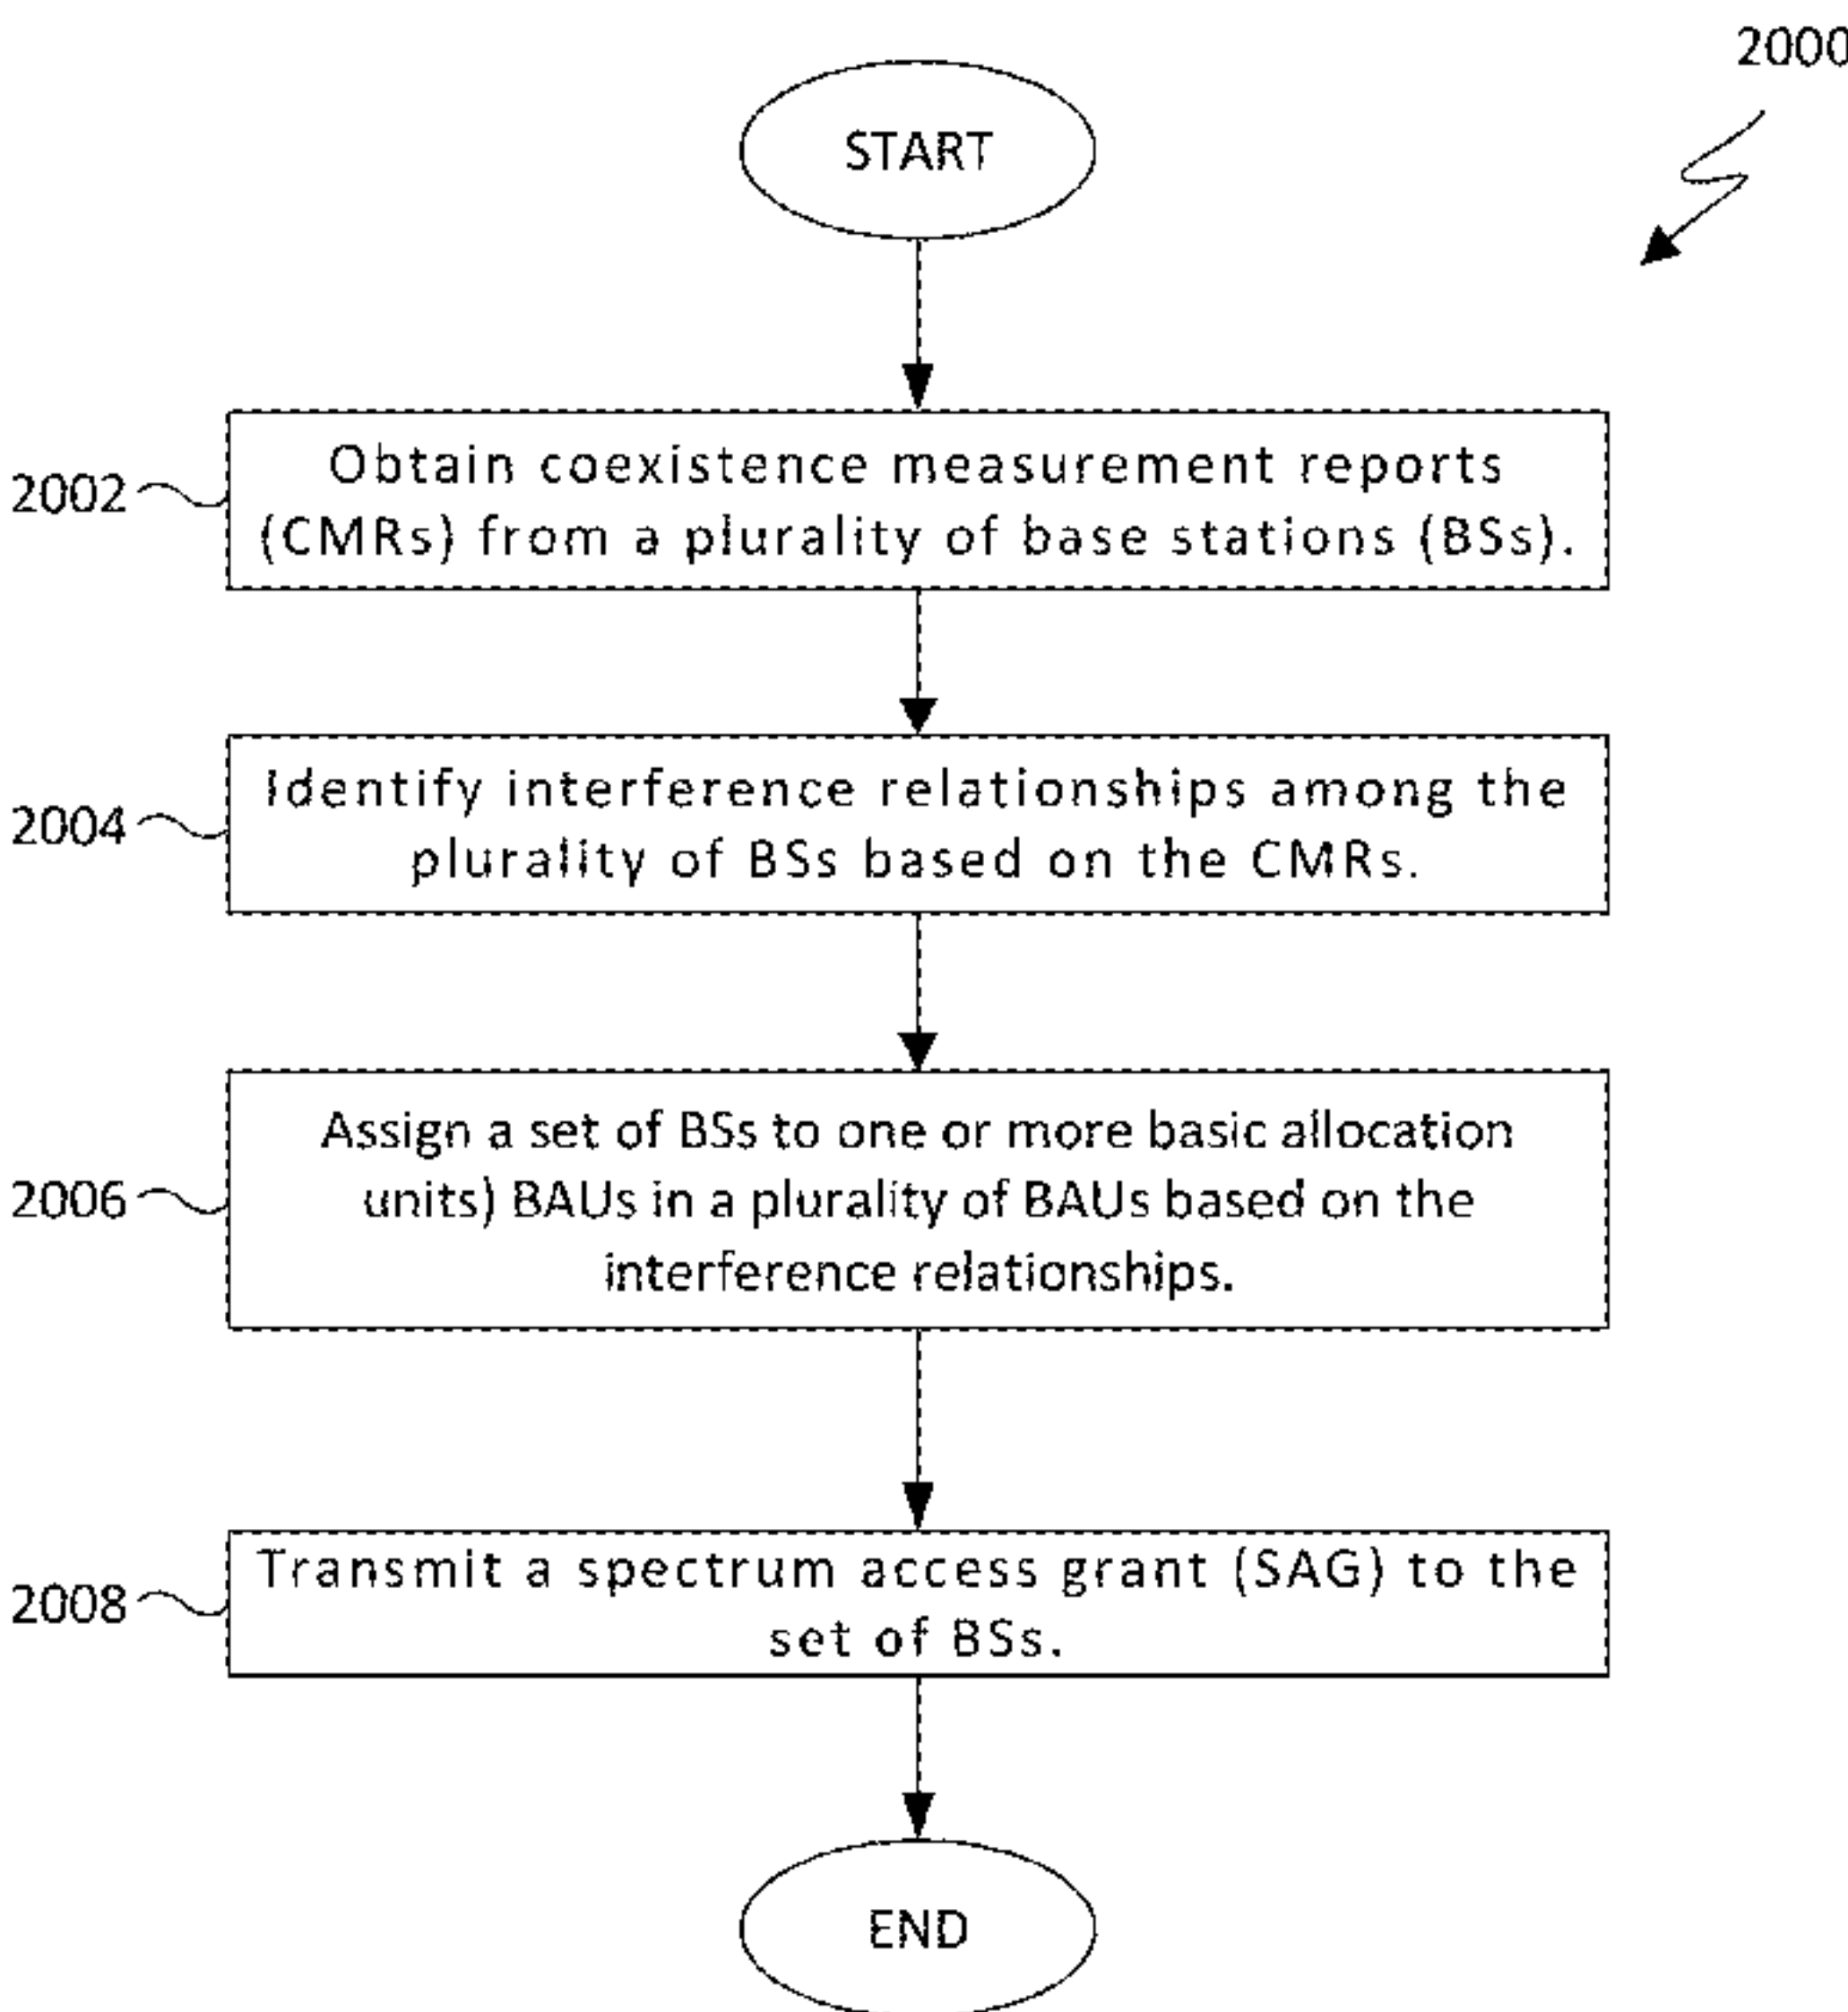 2000
START
2002
Obtain coexistence measurement reports
(CMRs) from a plurality of base stations (BSs).
2004
Identify interference relationships among the
plurality of BSs based on the CMRs.
2006
Assign a set of BSs to one or more basic allocation
units) BAUs in a plurality of BAUs based on the
interference relationships.
2008
Transmit a spectrum access grant (SAG) to the
set of BSs.
END